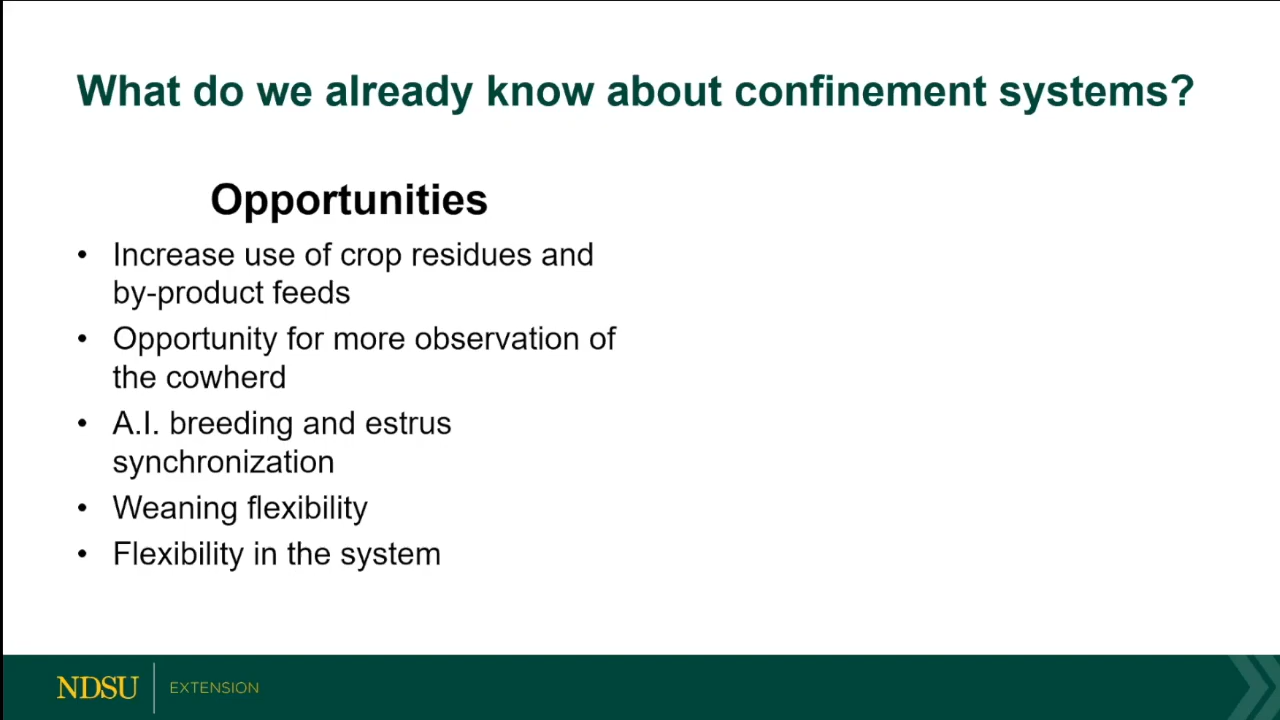 What do we already know about confinement systems?
Opportunities
• Increase use of crop residues and
by-product feeds
• Opportunity for more observation of
the cowherd
• A.I. breeding and estrus
synchronization
• Weaning flexibility
• Flexibility in the system
NDSU EXTENSION